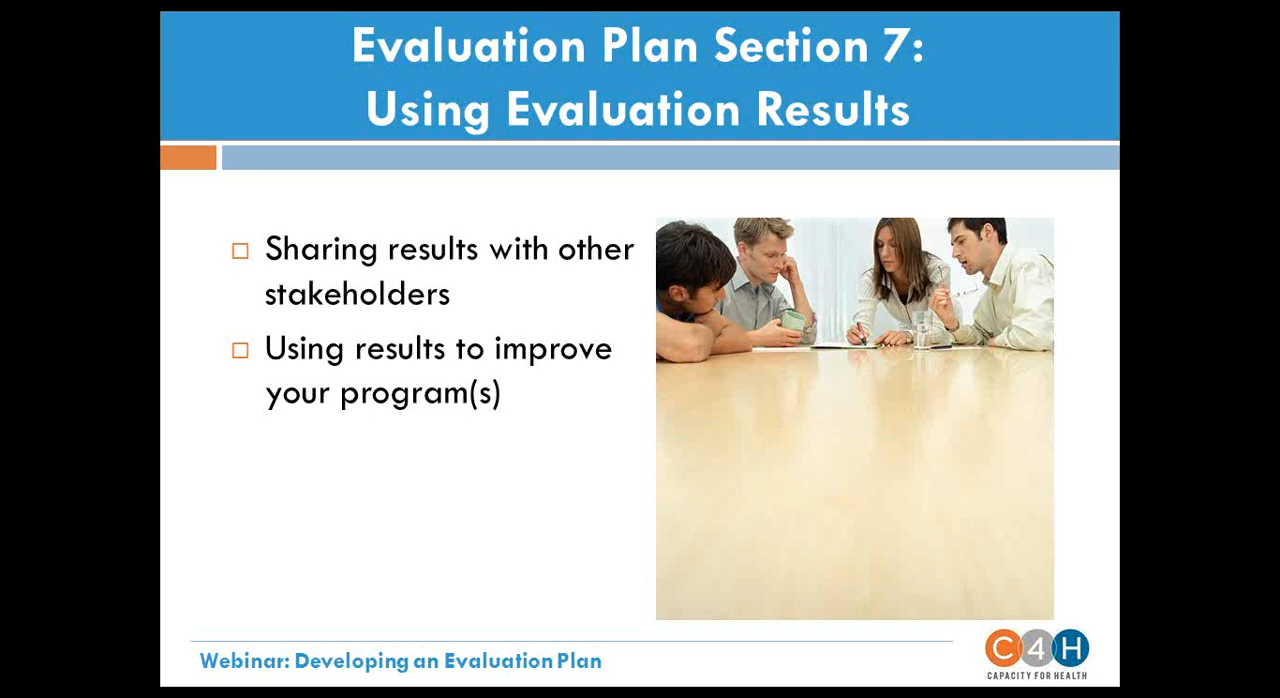 Evaluation Plan Section 7:
Using Evaluation Results
Sharing results with other
stakeholders
Using results to improve
your program(s)
Webinar: Developing an Evaluation Plan
C4H
CAPACITY FOR HEALTH